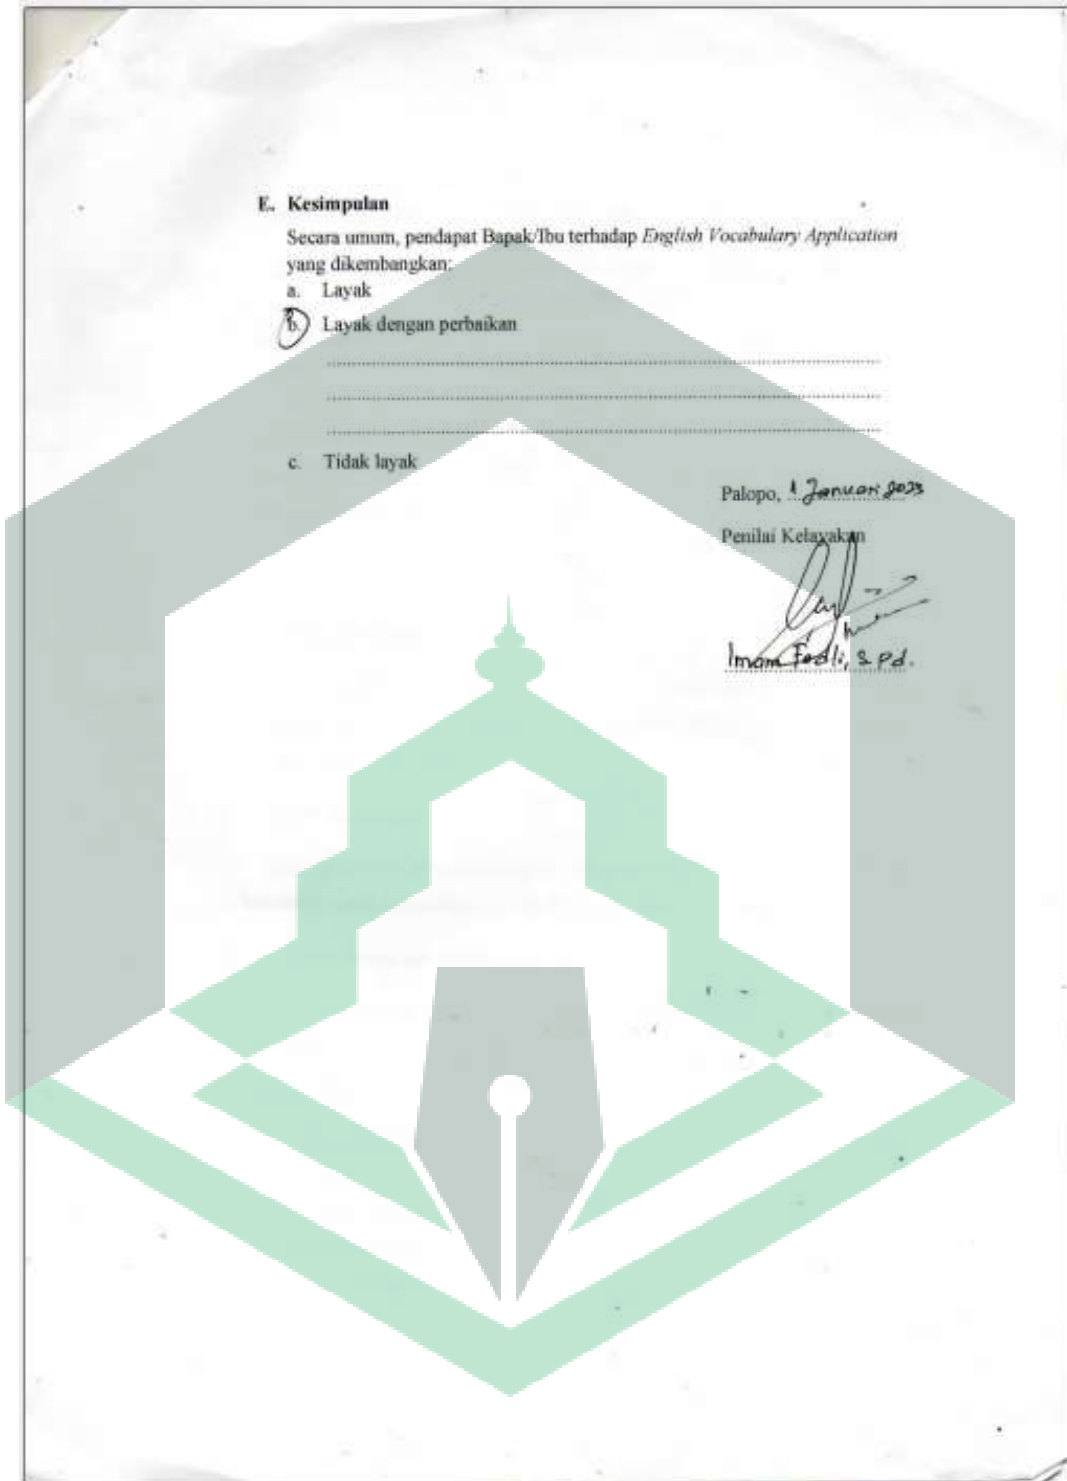 E. Kesimpulan
Secara umum, pendapat Bapak/Ibu terhadap English Vocabulary Application
yang dikembangkan:
a. Layak
b. Layak dengan perbaikan
c. Tidak layak
Palopo, 1 Januari 2023
Penilai Kelayakan
Imam Fadli, S.Pd.